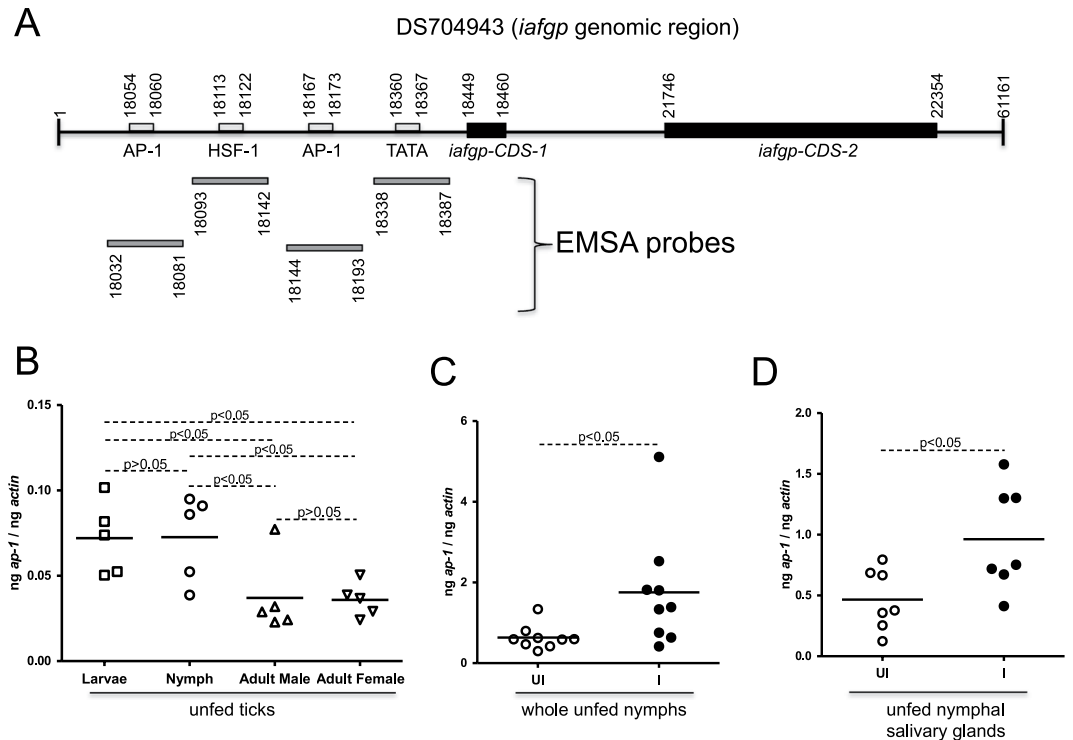 A
DS704943 (iafgp genomic region)
1
18054
18060
18113
18122
18167
18173
18360
18367
18449
18460
21746
22354
61161
AP-1
HSF-1
AP-1
TATA
iafgp-CDS-1
iafgp-CDS-2
18093
18142
18338
18387
18032
18081
18144
18193
EMSA probes
B
ng ap-1 / ng actin
0.15
0.10
0.05
0.00
p<0.05
p<0.05
p<0.05
p>0.05
p<0.05
p>0.05
Larvae
Nymph
Adult Male
Adult Female
unfed ticks
C
ng ap-1 / ng actin
6
4
2
0
p<0.05
UI
I
whole unfed nymphs
D
ng ap-1 / ng actin
2.0
1.5
1.0
0.5
0.0
p<0.05
UI
I
unfed nymphal
salivary glands